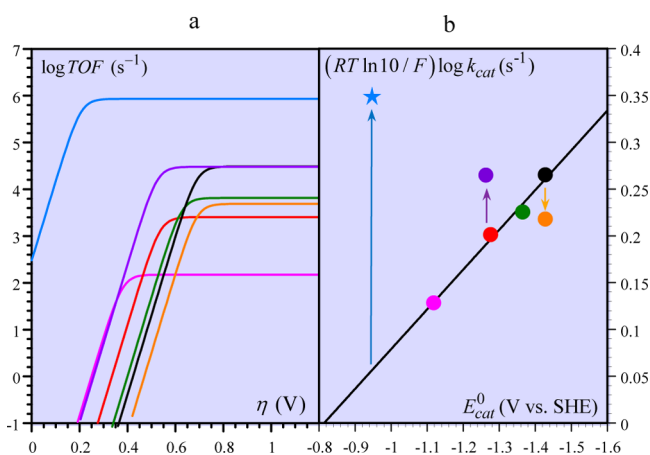 a
b
log TOF (s⁻¹)
(RT ln10 / F) log k_cat (s⁻¹)
7
6
5
4
3
2
1
0
-1
0.4
0.35
0.3
0.25
0.2
0.15
0.1
0.05
0
η (V)
E⁰_cat (V vs. SHE)
0 0.2 0.4 0.6 0.8 1 -0.8 -0.9 -1 -1.1 -1.2 -1.3 -1.4 -1.5 -1.6